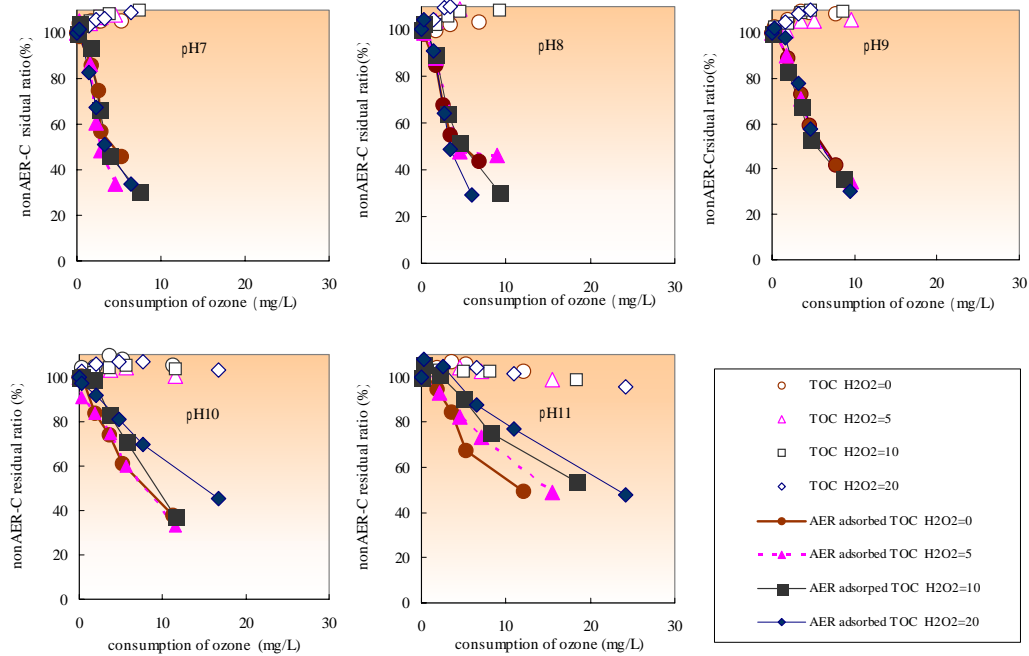 100
80
60
40
20
0
0
10
20
30
pH7
nonAER-C rsidual ratio(%)
consumption of ozone (mg/L)
100
80
60
40
20
0
0
10
20
30
pH8
nonAER-C rsidual ratio(%)
consumption of ozone (mg/L)
100
80
60
40
20
0
0
10
20
30
pH9
nonAER-Crsidual ratio(%)
consumption of ozone (mg/L)
100
80
60
40
20
0
0
10
20
30
pH10
nonAER-C residual ratio (%)
consumption of ozone (mg/L)
100
80
60
40
20
0
0
10
20
30
pH11
nonAER-C residual ratio (%)
consumption of ozone (mg/L)
TOC H2O2=0
TOC H2O2=5
TOC H2O2=10
TOC H2O2=20
AER adsorbed TOC H2O2=0
AER adsorbed TOC H2O2=5
AER adsorped TOC H2O2=10
AER adsorbed TOC H2O2=20